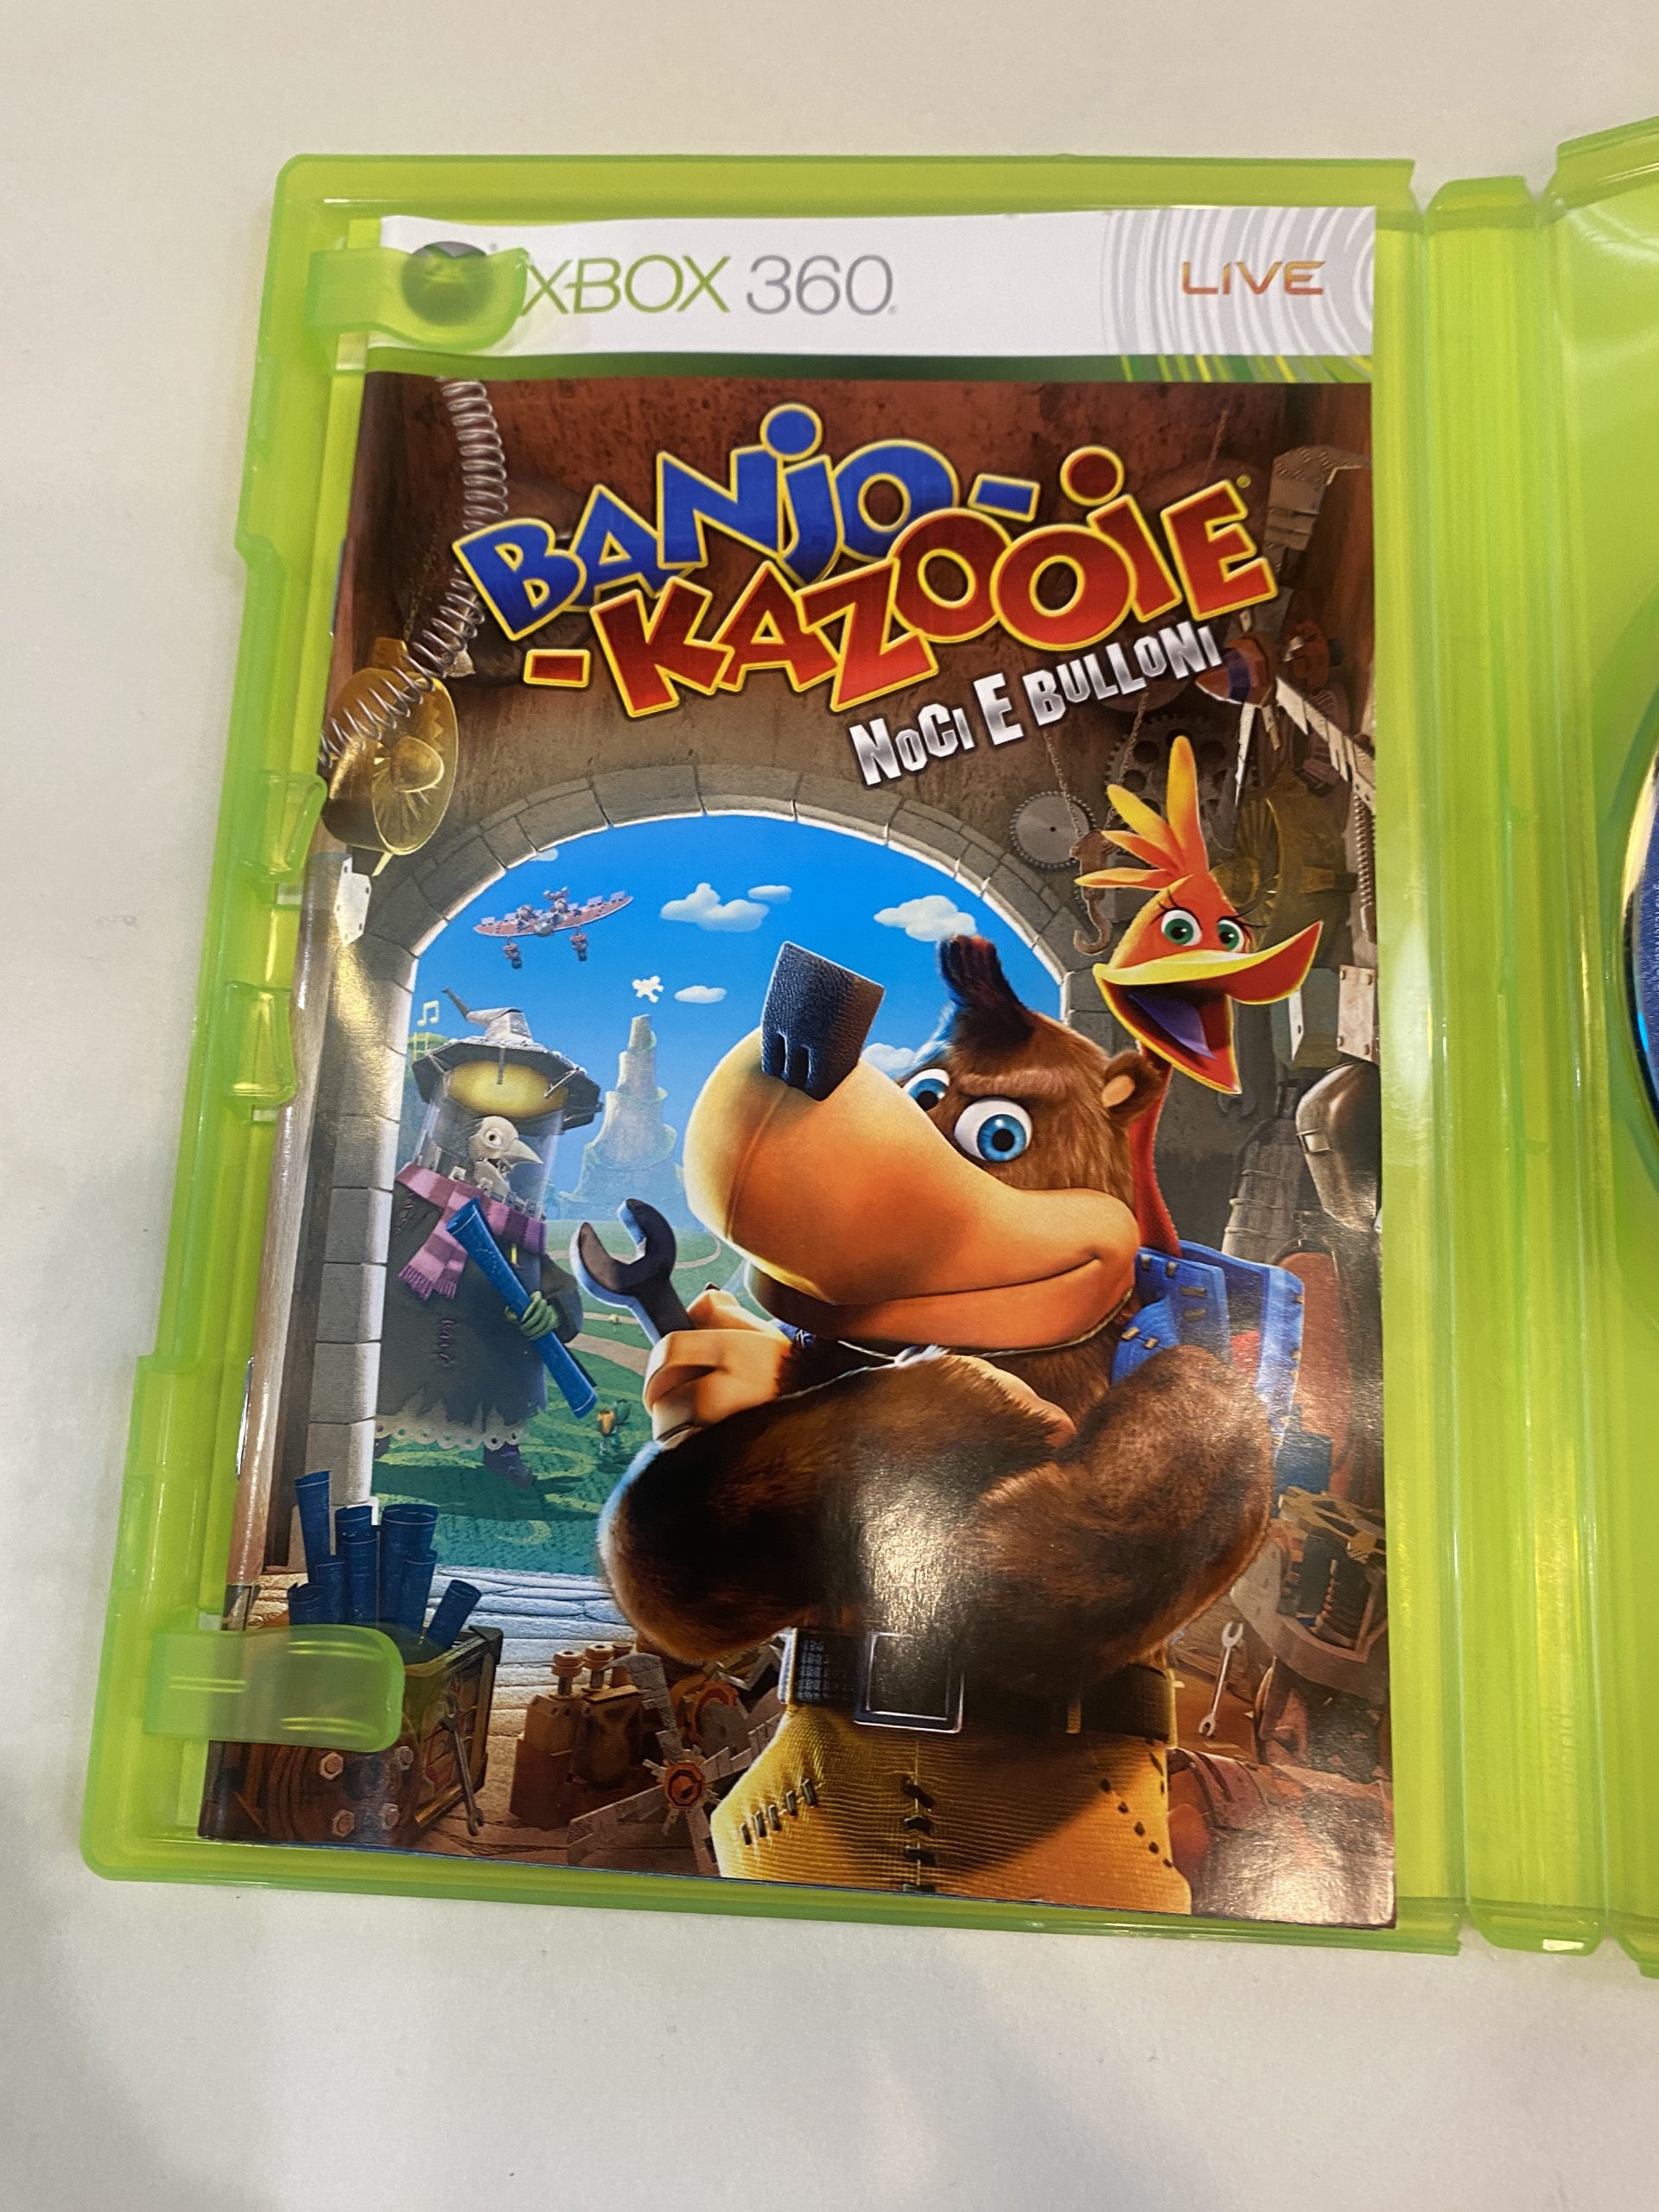 XBOX 360
LIVE
BANJO-
-KAZOOIE
NOCI E BULLONI